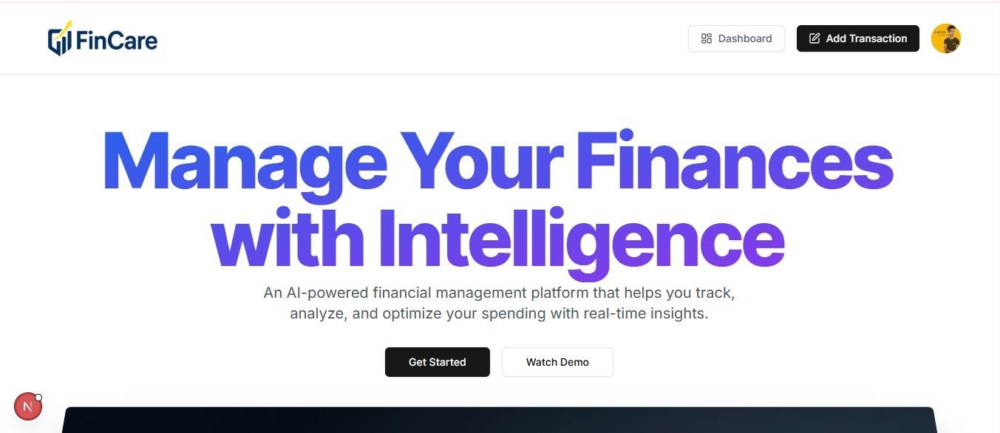 FinCare
Dashboard
Add Transaction
Manage Your Finances
with Intelligence
An AI-powered financial management platform that helps you track,
analyze, and optimize your spending with real-time insights.
Get Started
Watch Demo
N